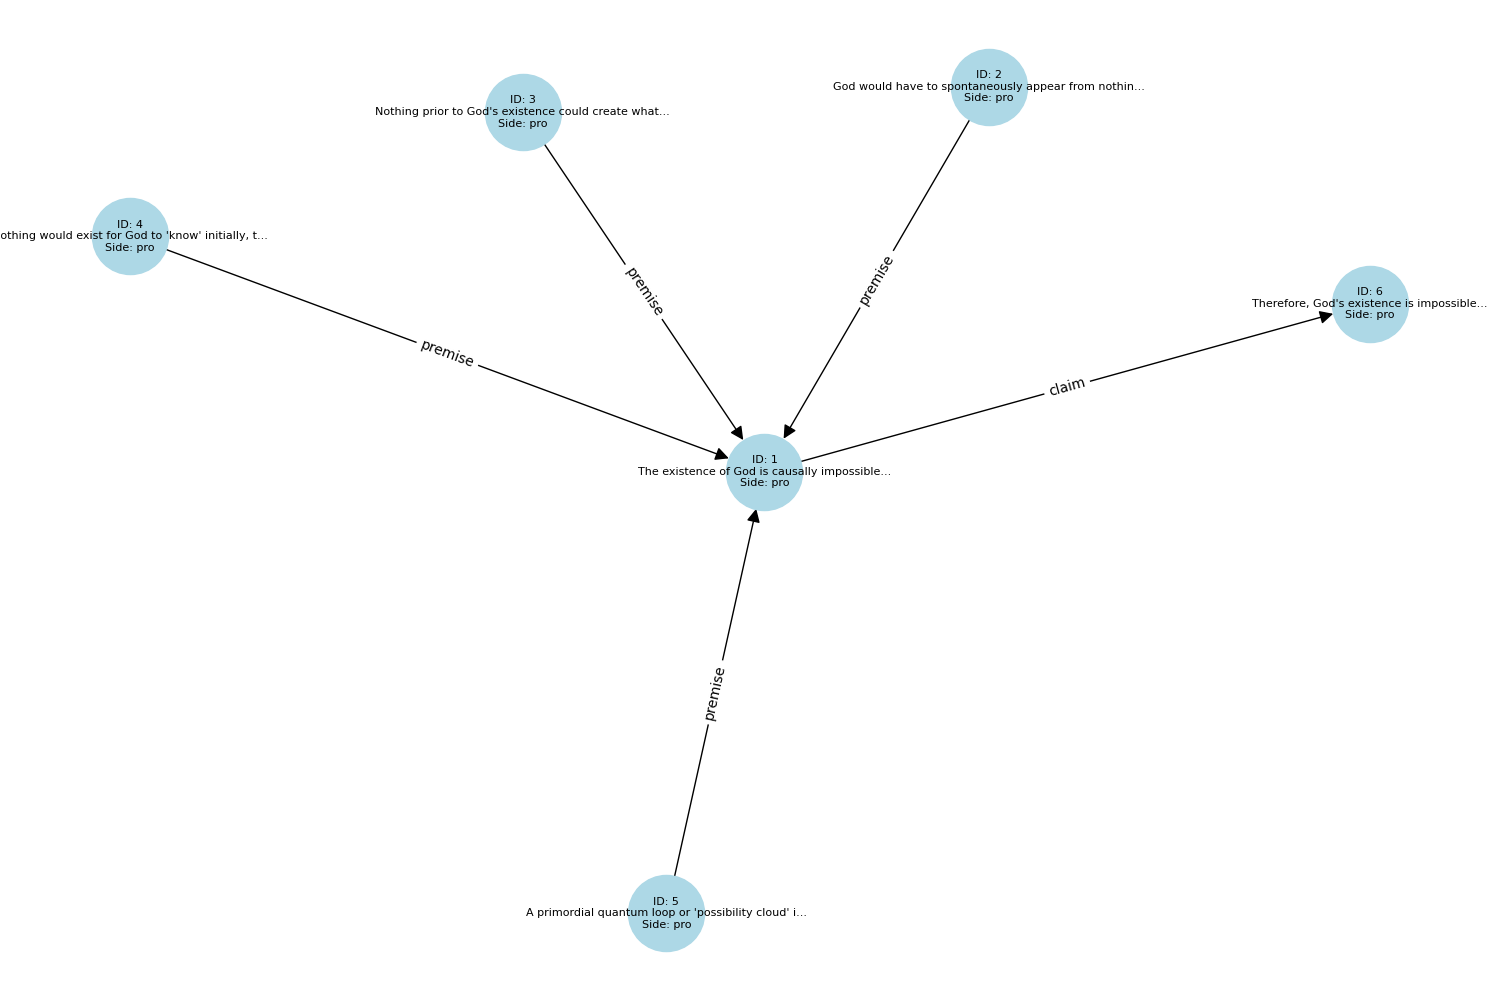 ID: 2
God would have to spontaneously appear from nothin...
Side: pro
ID: 3
Nothing prior to God's existence could create what...
Side: pro
ID: 4
othing would exist for God to 'know' initially, t...
Side: pro
premise
premise
ID: 6
Therefore, God's existence is impossible...
Side: pro
premise
claim
ID: 1
The existence of God is causally impossible...
Side: pro
premise
ID: 5
A primordial quantum loop or 'possibility cloud' i...
Side: pro